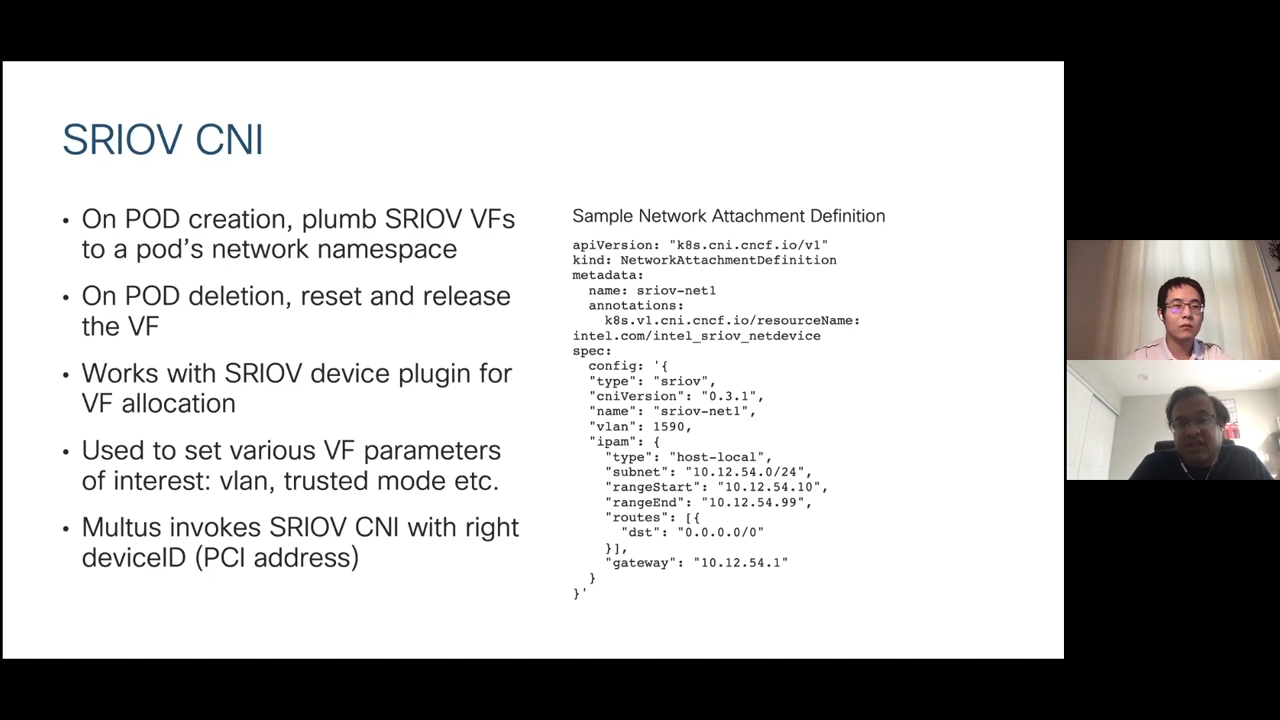 SRIOV CNI
• On POD creation, plumb SRIOV VFs
to a pod's network namespace
• On POD deletion, reset and release
the VF
• Works with SRIOV device plugin for
VF allocation
• Used to set various VF parameters
of interest: vlan, trusted mode etc.
• Multus invokes SRIOV CNI with right
deviceID (PCI address)
Sample Network Attachment Definition
apiVersion: "k8s.cni.cncf.io/v1"
kind: NetworkAttachmentDefinition
metadata:
  name: sriov-net1
  annotations:
    k8s.v1.cni.cncf.io/resourceName:
intel.com/intel_sriov_netdevice
spec:
  config: '{
  "type": "sriov",
  "cniVersion": "0.3.1",
  "name": "sriov-net1",
  "vlan": 1590,
  "ipam": {
    "type": "host-local",
    "subnet": "10.12.54.0/24",
    "rangeStart": "10.12.54.10",
    "rangeEnd": "10.12.54.99",
    "routes": [{
      "dst": "0.0.0.0/0"
    }],
    "gateway": "10.12.54.1"
  }
}'